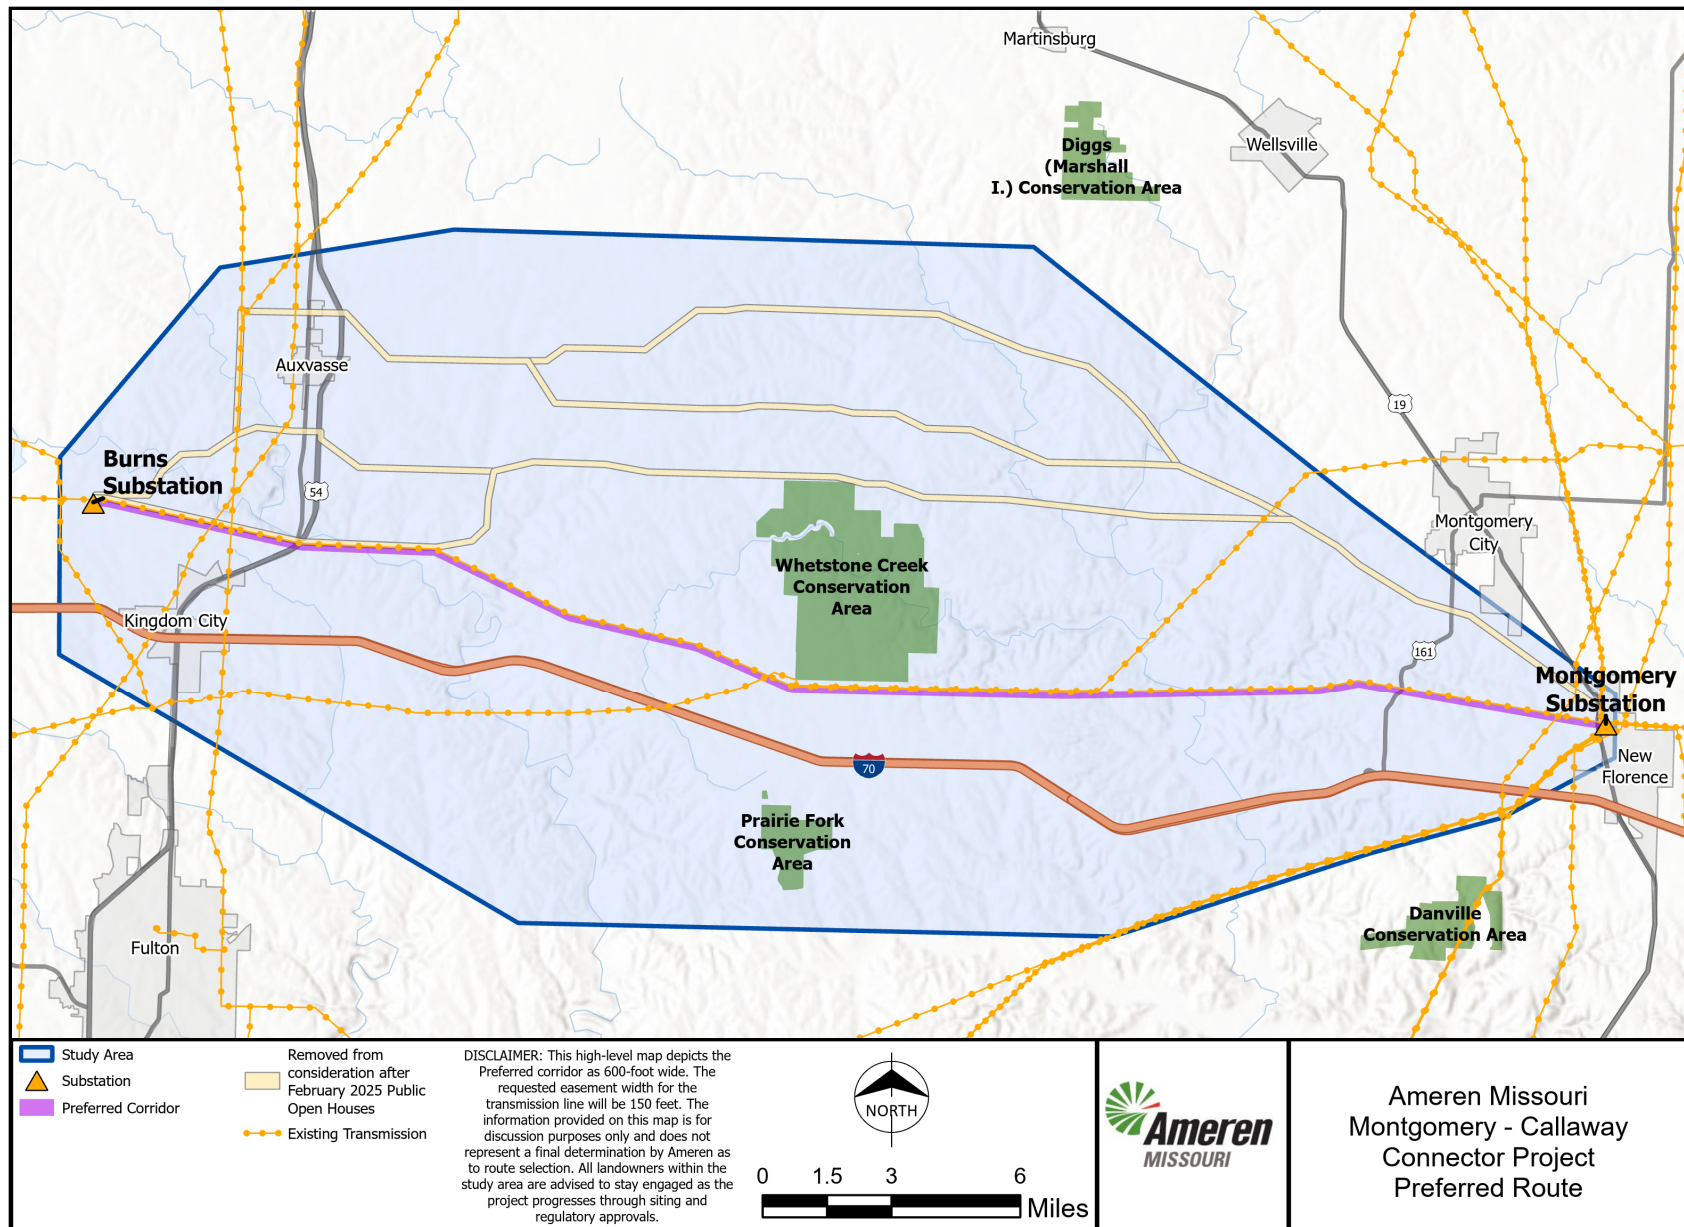 Martinsburg
Wellsville
Diggs
(Marshall
I.) Conservation Area
Auxvasse
19
Burns
Substation
54
Montgomery
City
Whetstone Creek
Conservation
Area
Kingdom City
161
Montgomery
Substation
New
Florence
70
Prairie Fork
Conservation
Area
Danville
Conservation Area
Fulton
Study Area
Substation
Preferred Corridor
Removed from
consideration after
February 2025 Public
Open Houses
Existing Transmission
DISCLAIMER: This high-level map depicts the
Preferred corridor as 600-foot wide. The
requested easement width for the
transmission line will be 150 feet. The
information provided on this map is for
discussion purposes only and does not
represent a final determination by Ameren as
to route selection. All landowners within the
study area are advised to stay engaged as the
project progresses through siting and
regulatory approvals.
NORTH
0 1.5 3 6
Miles
Ameren
MISSOURI
Ameren Missouri
Montgomery - Callaway
Connector Project
Preferred Route